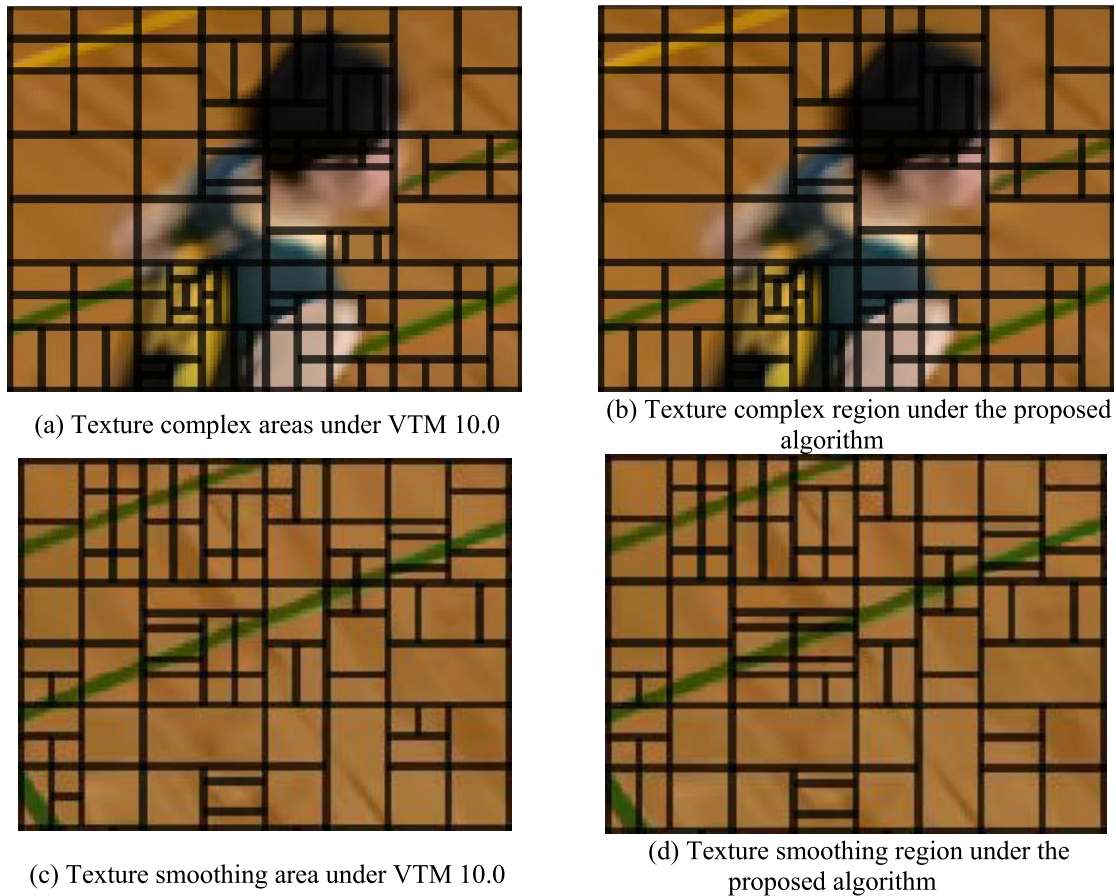 (a) Texture complex areas under VTM 10.0
(b) Texture complex region under the proposed
algorithm
(c) Texture smoothing area under VTM 10.0
(d) Texture smoothing region under the
proposed algorithm